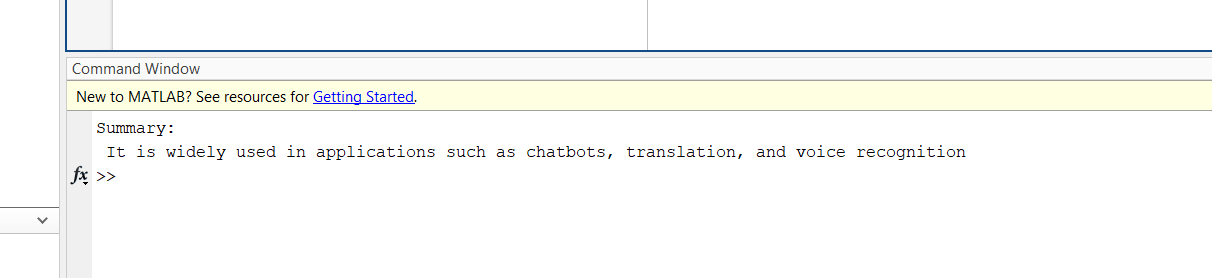 Command Window
New to MATLAB? See resources for Getting Started.
Summary:
 It is widely used in applications such as chatbots, translation, and voice recognition
fx >>